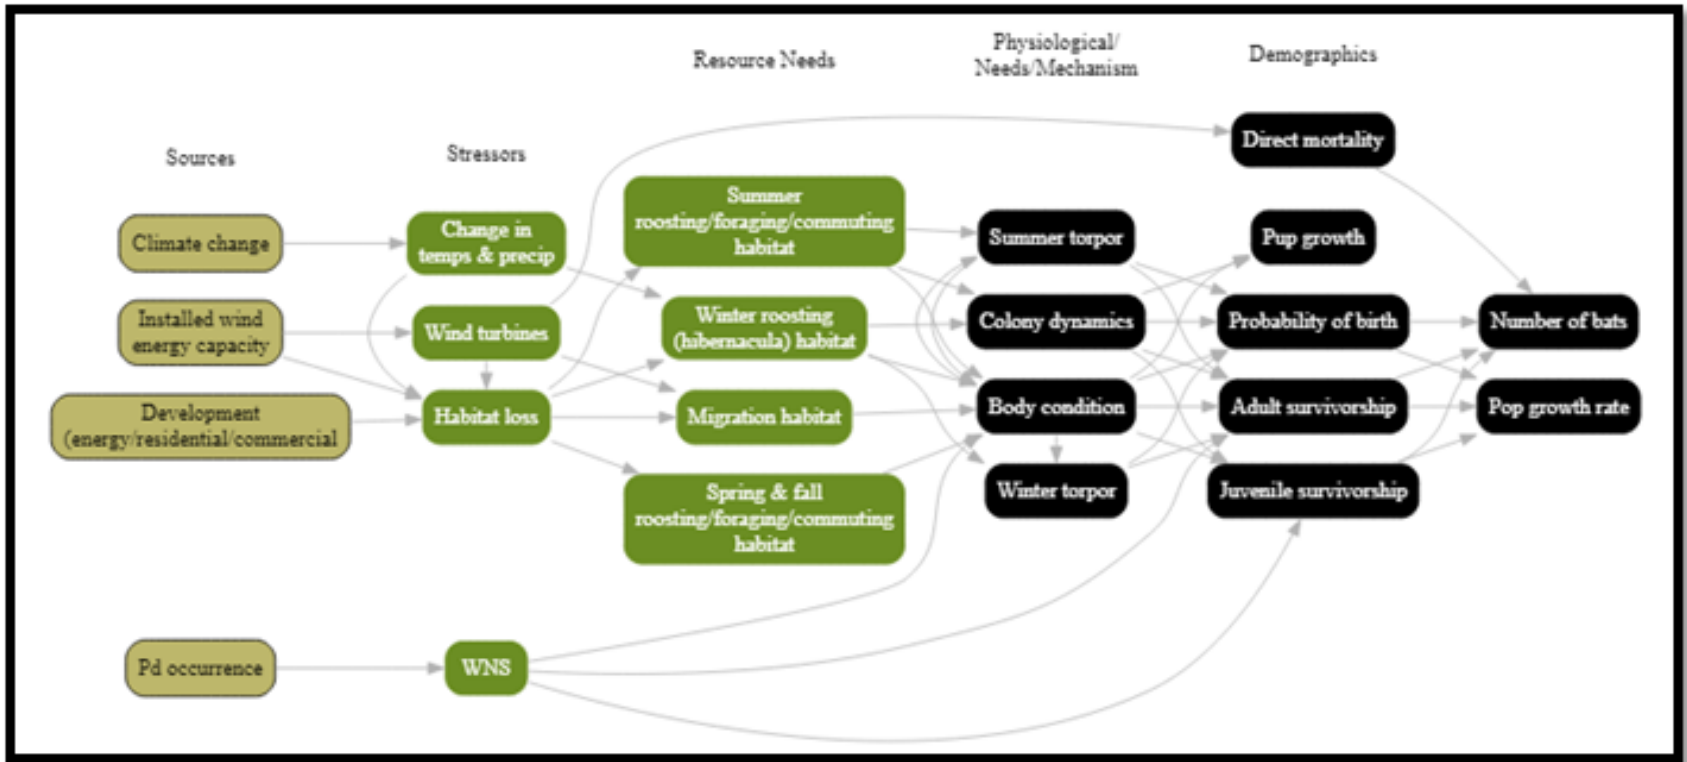 Resource Needs
Physiological/
Needs/Mechanism
Demographics
Sources
Stressors
Direct mortality
Climate change
Change in
temps & precip
Summer
roosting/foraging/commuting
habitat
Summer torpor
Pup growth
Installed wind
energy capacity
Wind turbines
Winter roosting
(hibernacula) habitat
Colony dynamics
Probability of birth
Number of bats
Development
(energy/residential/commercial
Habitat loss
Migration habitat
Body condition
Adult survivorship
Pop growth rate
Spring & fall
roosting/foraging/commuting
habitat
Winter torpor
Juvenile survivorship
Pd occurrence
WNS